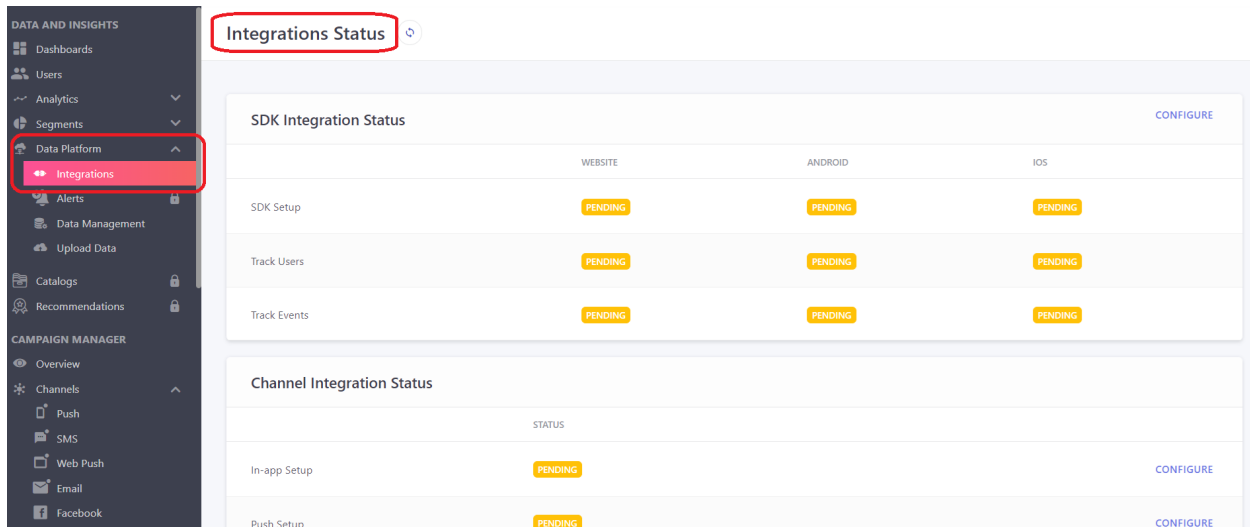 DATA AND INSIGHTS
Dashboards
Users
Analytics
Segments
Data Platform
Integrations
Alerts
Data Management
Upload Data
Catalogs
Recommendations
CAMPAIGN MANAGER
Overview
Channels
Push
SMS
Web Push
Email
Facebook
Integrations Status
SDK Integration Status CONFIGURE
WEBSITE ANDROID IOS
SDK Setup PENDING PENDING PENDING
Track Users PENDING PENDING PENDING
Track Events PENDING PENDING PENDING
Channel Integration Status
STATUS
In-app Setup PENDING CONFIGURE
Push Setup PENDING CONFIGURE